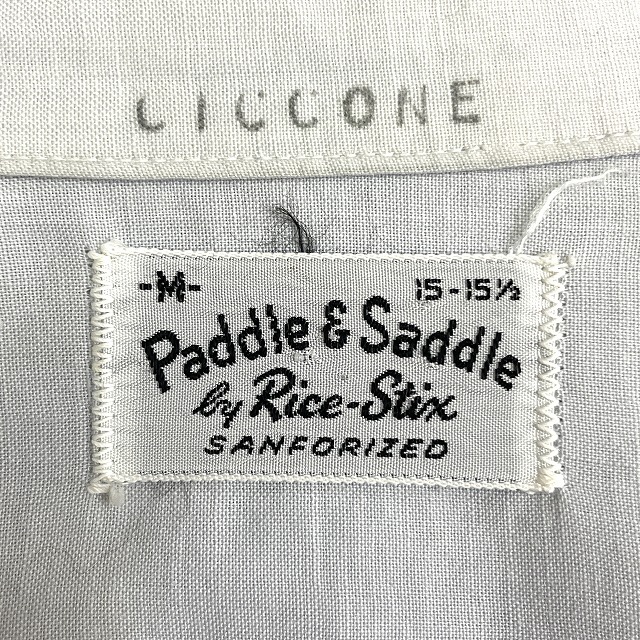 CICCONE
-M- 15-15½
Paddle & Saddle
by Rice-Stix
SANFORIZED